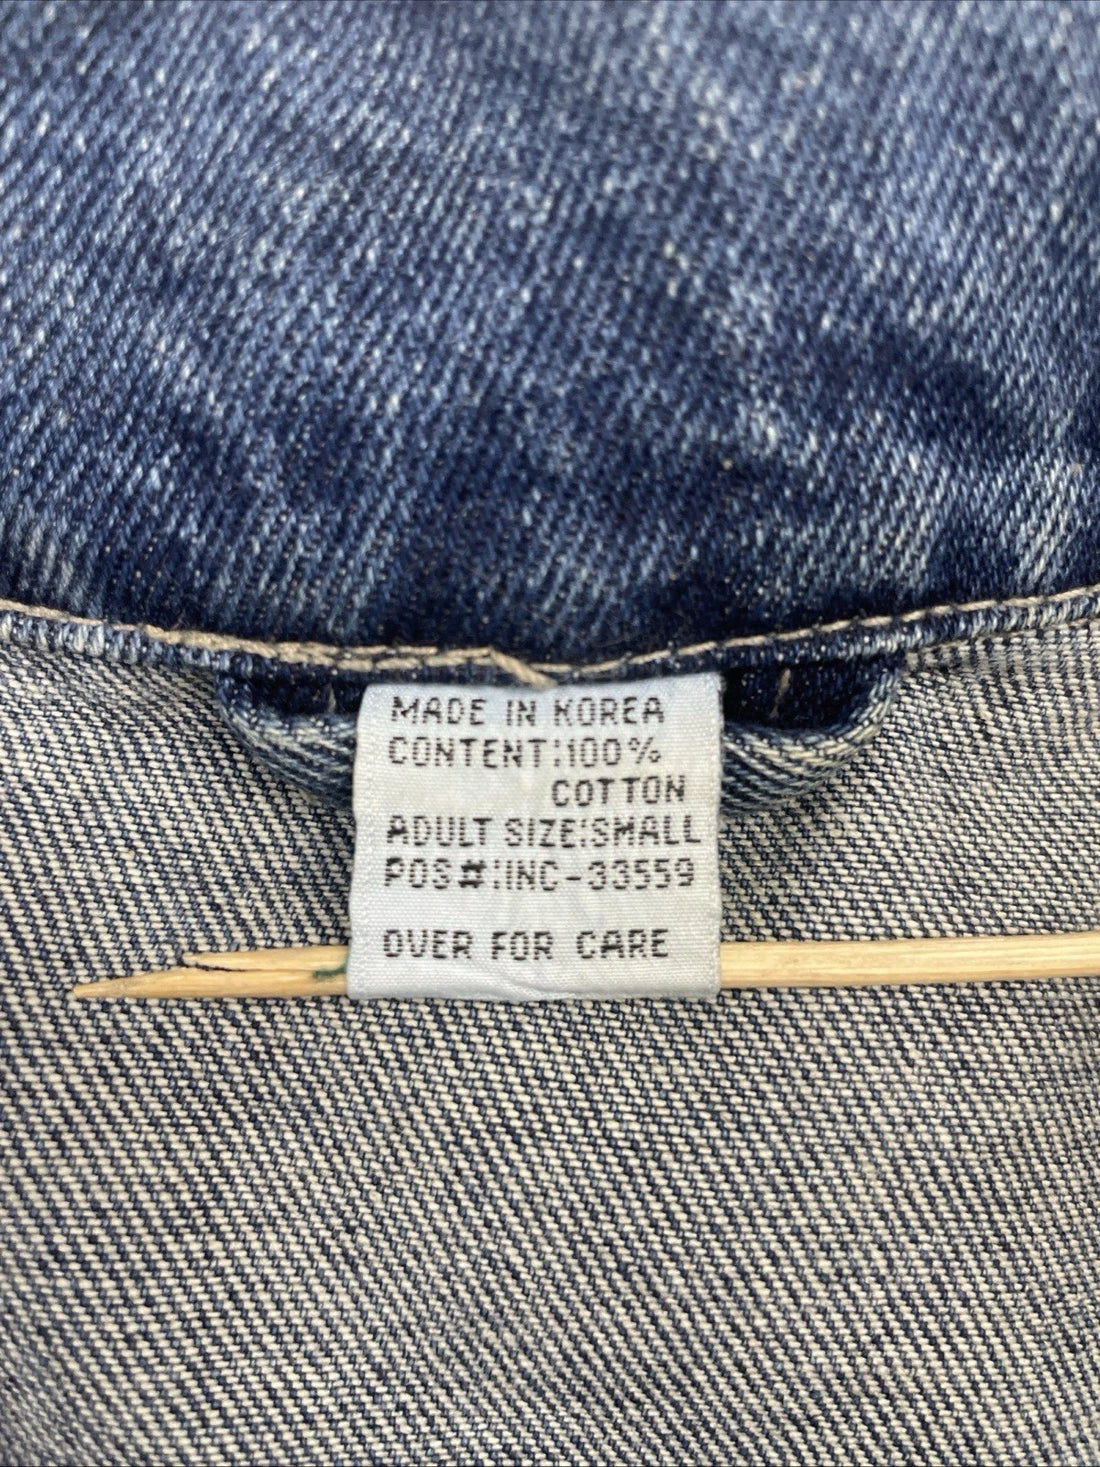 MADE IN KOREA
CONTENT:100%
COTTON
ADULT SIZE:SMALL
POS#:INC-33559
OVER FOR CARE